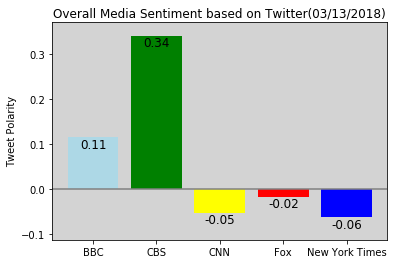 Overall Media Sentiment based on Twitter(03/13/2018)
Tweet Polarity
0.3
0.2
0.1
0.0
−0.1
0.11
0.34
-0.05
-0.02
-0.06
BBC
CBS
CNN
Fox
New York Times